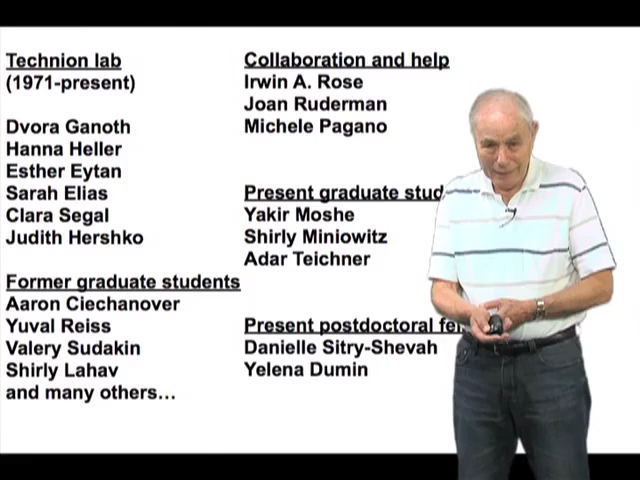 Technion lab
(1971-present)
Dvora Ganoth
Hanna Heller
Esther Eytan
Sarah Elias
Clara Segal
Judith Hershko
Former graduate students
Aaron Ciechanover
Yuval Reiss
Valery Sudakin
Shirly Lahav
and many others…
Collaboration and help
Irwin A. Rose
Joan Ruderman
Michele Pagano
Present graduate stud
Yakir Moshe
Shirly Miniowitz
Adar Teichner
Present postdoctoral fel
Danielle Sitry-Shevah
Yelena Dumin